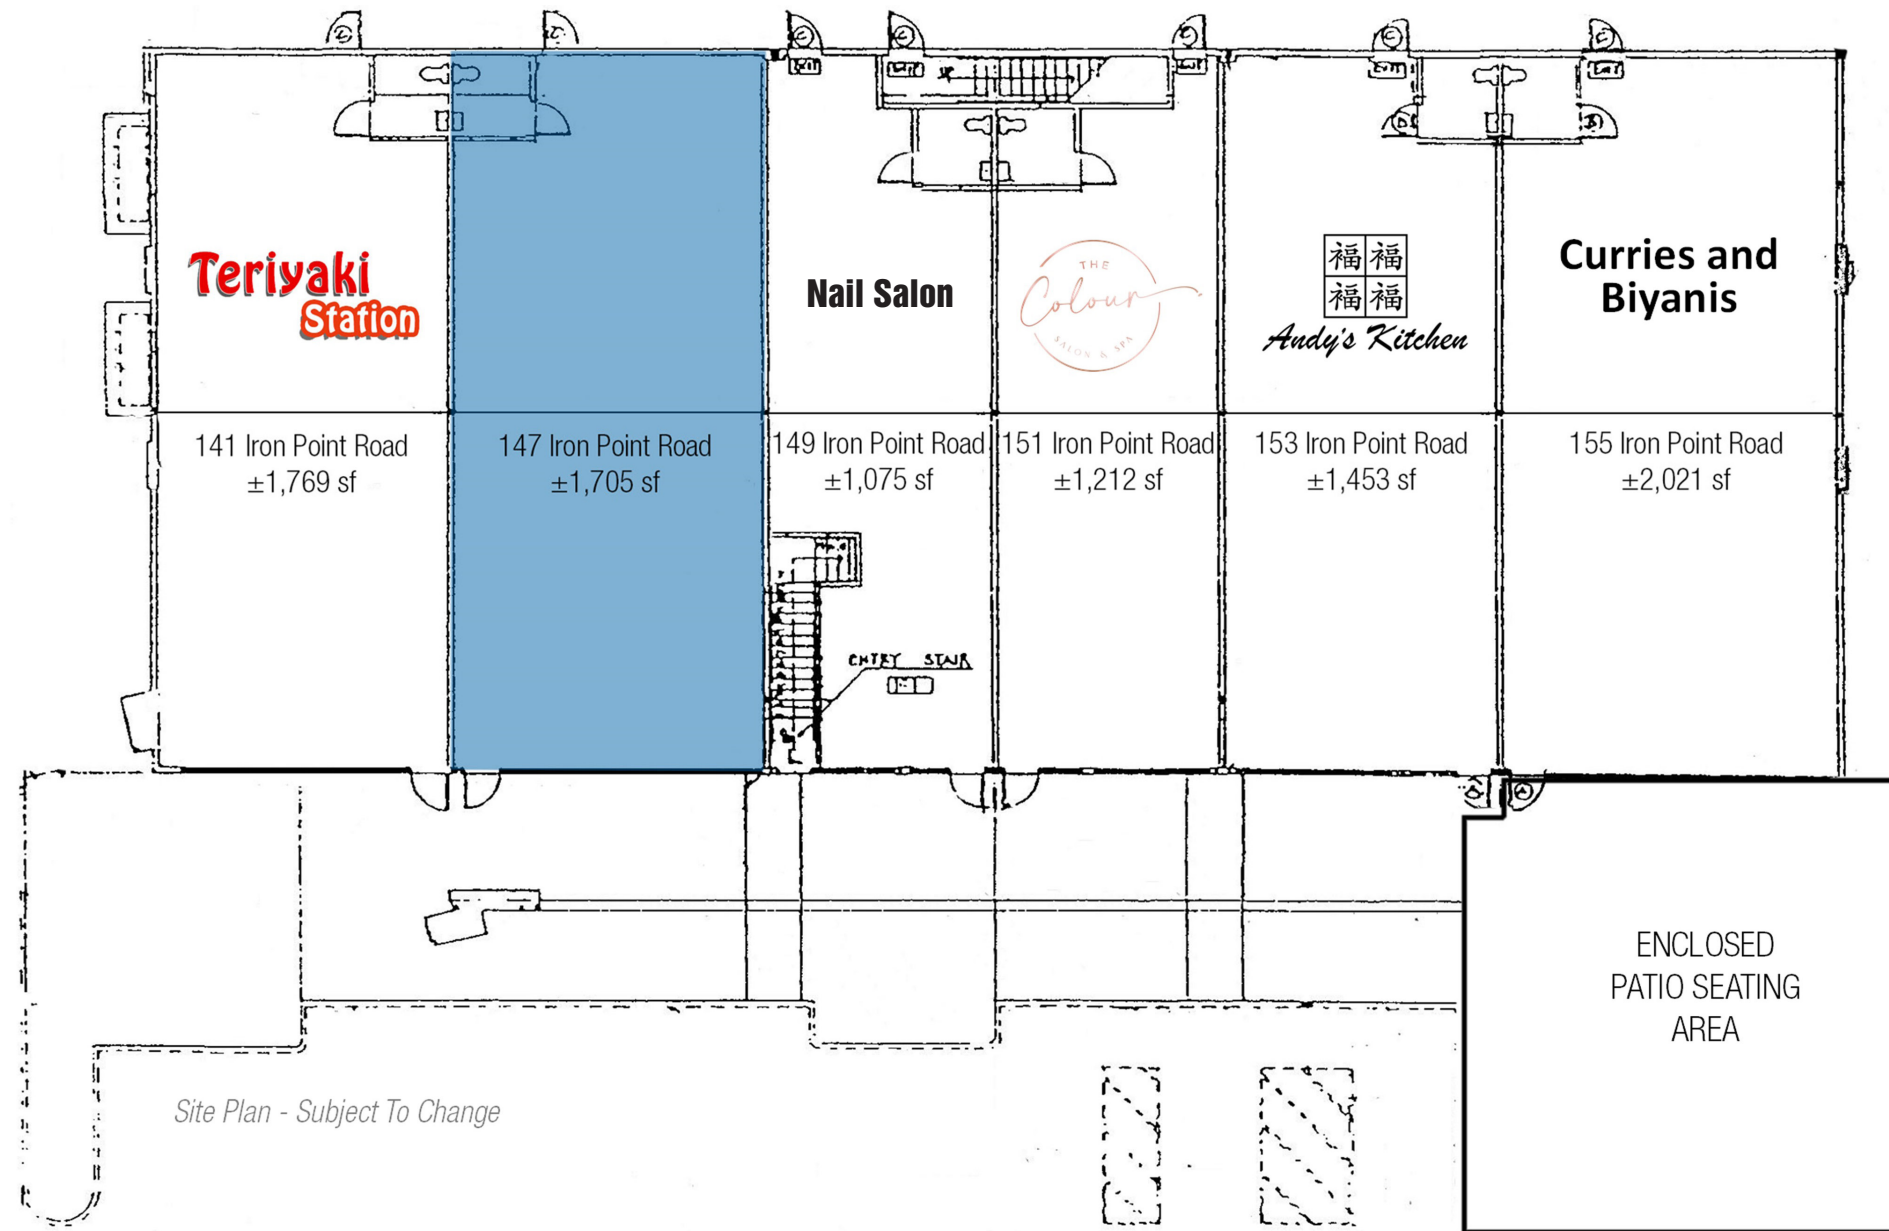 EXIT
UP
Teriyaki
Station
Nail Salon
THE
Colour
SALON & SPA
福福
福福
Andy's Kitchen
Curries and
Biyanis
141 Iron Point Road
±1,769 sf
147 Iron Point Road
±1,705 sf
149 Iron Point Road
±1,075 sf
151 Iron Point Road
±1,212 sf
153 Iron Point Road
±1,453 sf
155 Iron Point Road
±2,021 sf
ENTRY STAIR
ENCLOSED
PATIO SEATING
AREA
Site Plan - Subject To Change